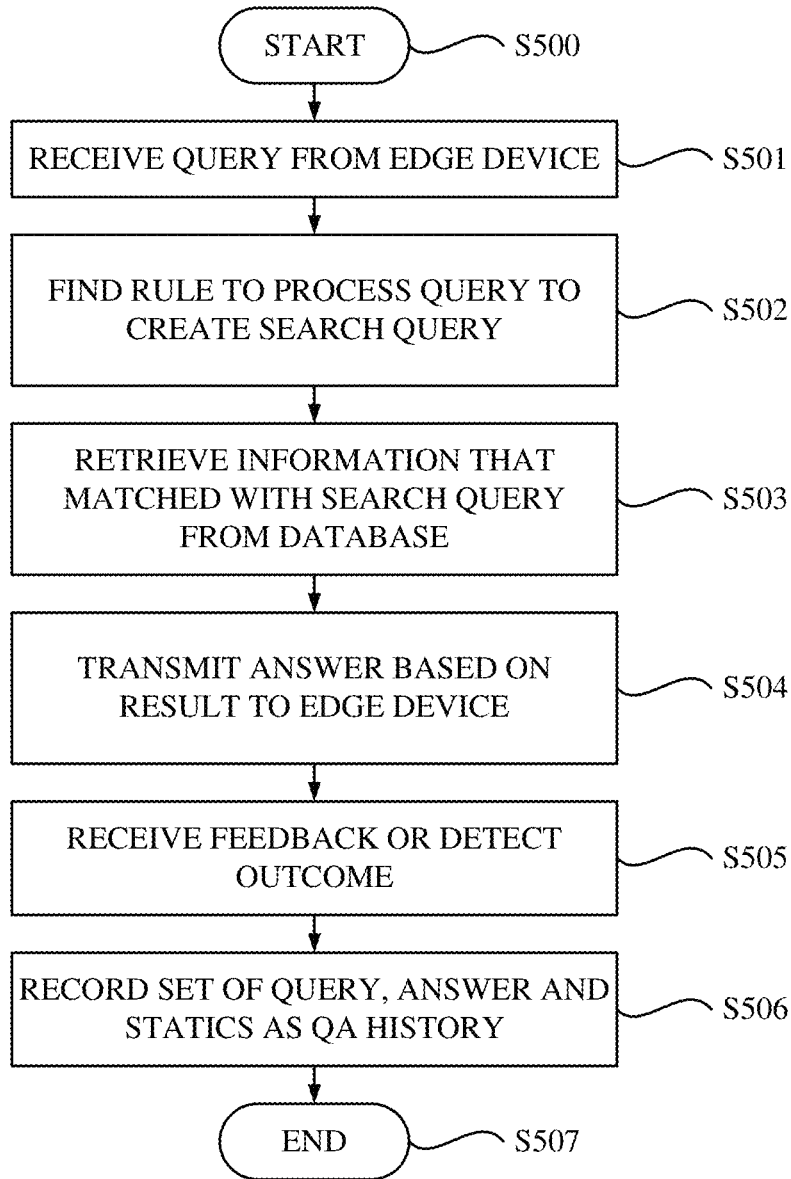 START
S500
RECEIVE QUERY FROM EDGE DEVICE
S501
FIND RULE TO PROCESS QUERY TO
CREATE SEARCH QUERY
S502
RETRIEVE INFORMATION THAT
MATCHED WITH SEARCH QUERY
FROM DATABASE
S503
TRANSMIT ANSWER BASED ON
RESULT TO EDGE DEVICE
S504
RECEIVE FEEDBACK OR DETECT
OUTCOME
S505
RECORD SET OF QUERY, ANSWER AND
STATICS AS QA HISTORY
S506
END
S507